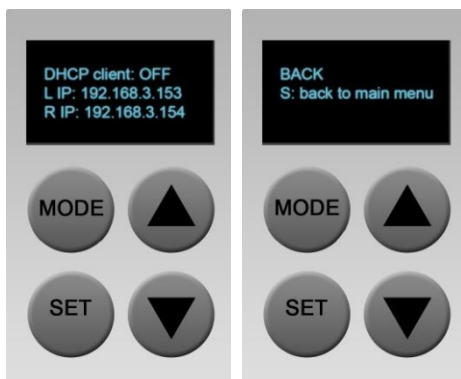 DHCP client: OFF
L IP: 192.168.3.153
R IP: 192.168.3.154
MODE
SET
BACK
S: back to main menu
MODE
SET